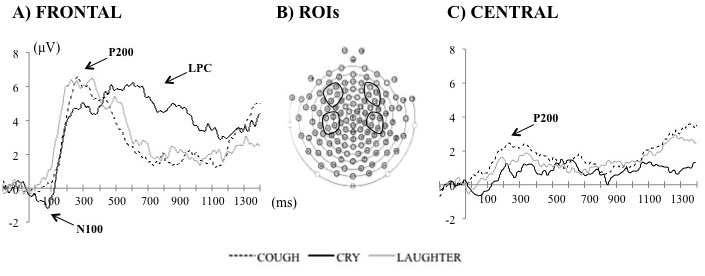 A) FRONTAL
B) ROIs
C) CENTRAL
(μV)
P200
LPC
8
6
4
2
0
-2
100 300 500 700 900 1100 1300
N100
(ms)
8
6
4
2
0
-2
P200
100 300 500 700 900 1100 1300
COUGH CRY LAUGHTER